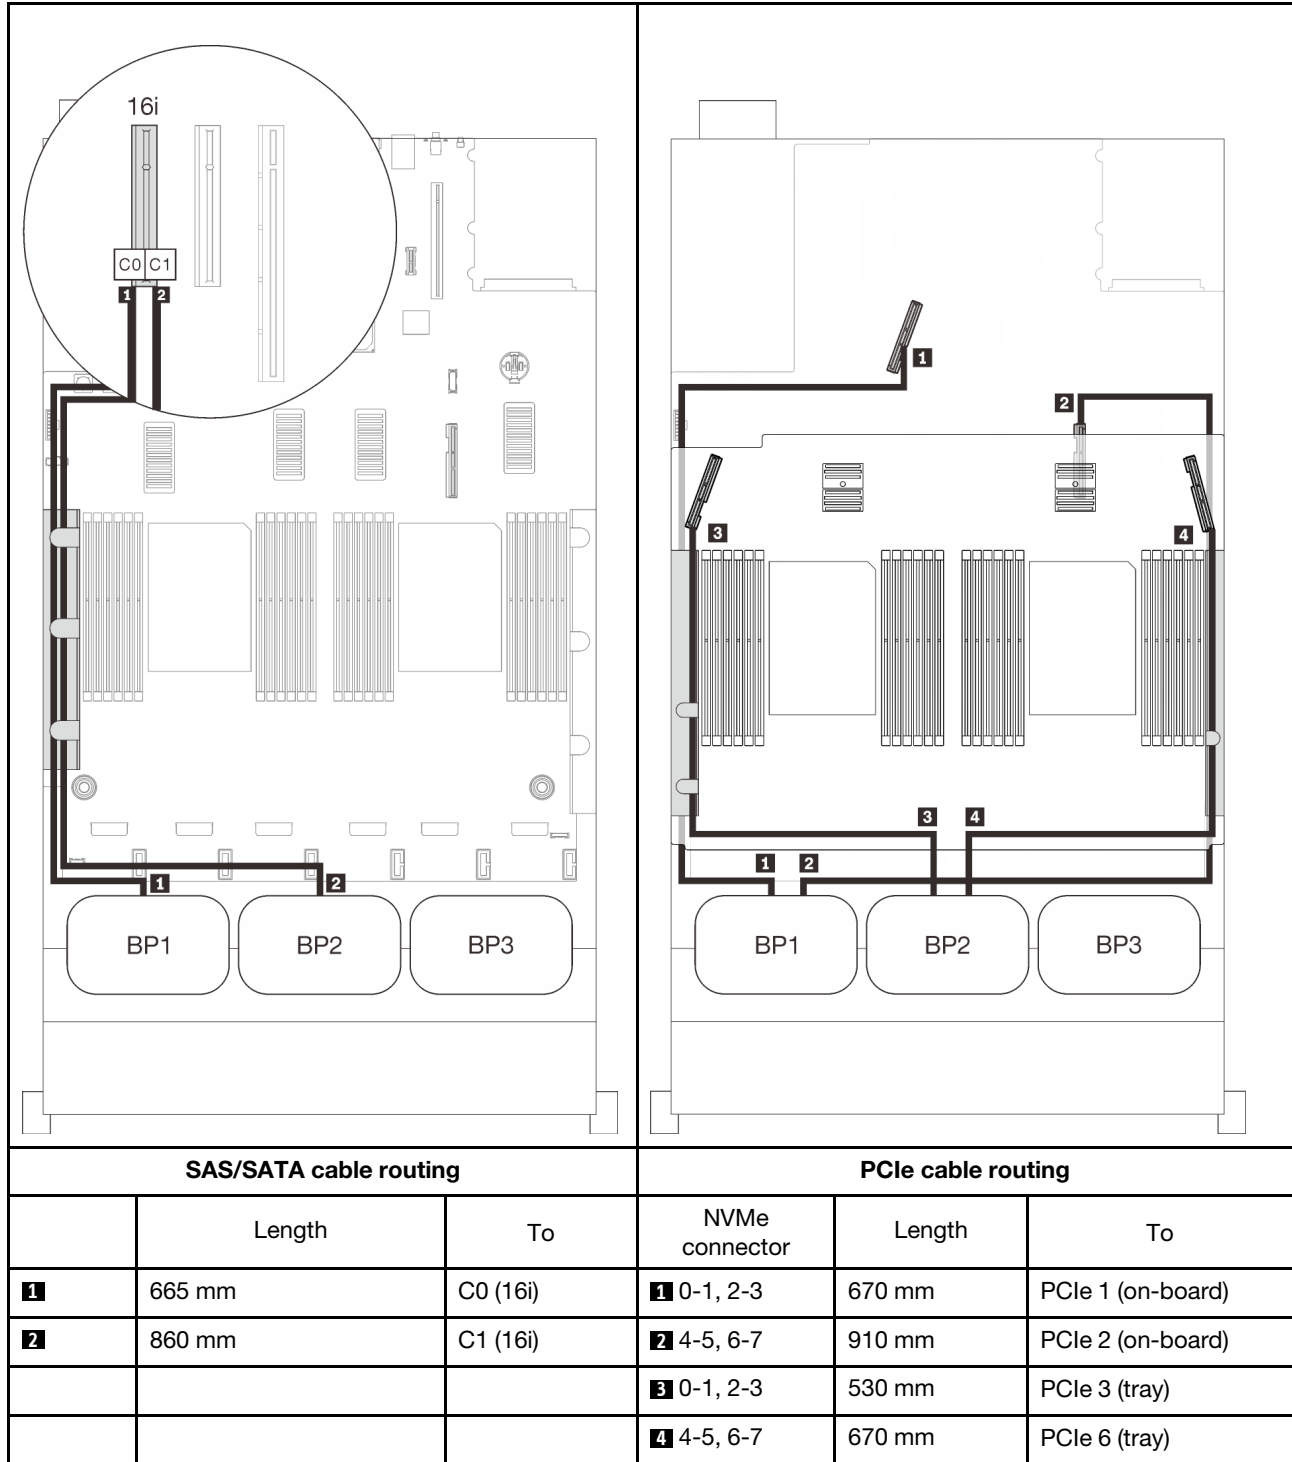 16i
C0 C1
1 2
1 2
BP1 BP2 BP3
1
2
3 4
3 4
1 2
BP1 BP2 BP3
SAS/SATA cable routing
PCIe cable routing
Length To NVMe connector Length To
1 665 mm C0 (16i) 1 0-1, 2-3 670 mm PCIe 1 (on-board)
2 860 mm C1 (16i) 2 4-5, 6-7 910 mm PCIe 2 (on-board)
3 0-1, 2-3 530 mm PCIe 3 (tray)
4 4-5, 6-7 670 mm PCIe 6 (tray)